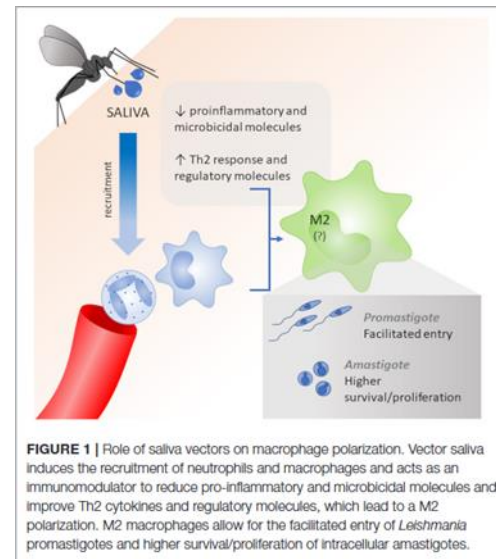 SALIVA
↓ proinflammatory and
microbicidal molecules
↑ Th2 response and
regulatory molecules
recruitment
M2
(?)
Promastigote
Facilitated entry
Amastigote
Higher
survival/proliferation
FIGURE 1 | Role of saliva vectors on macrophage polarization. Vector saliva
induces the recruitment of neutrophils and macrophages and acts as an
immunomodulator to reduce pro-inflammatory and microbicidal molecules and
improve Th2 cytokines and regulatory molecules, which lead to a M2
polarization. M2 macrophages allow for the facilitated entry of Leishmania
promastigotes and higher survival/proliferation of intracellular amastigotes.